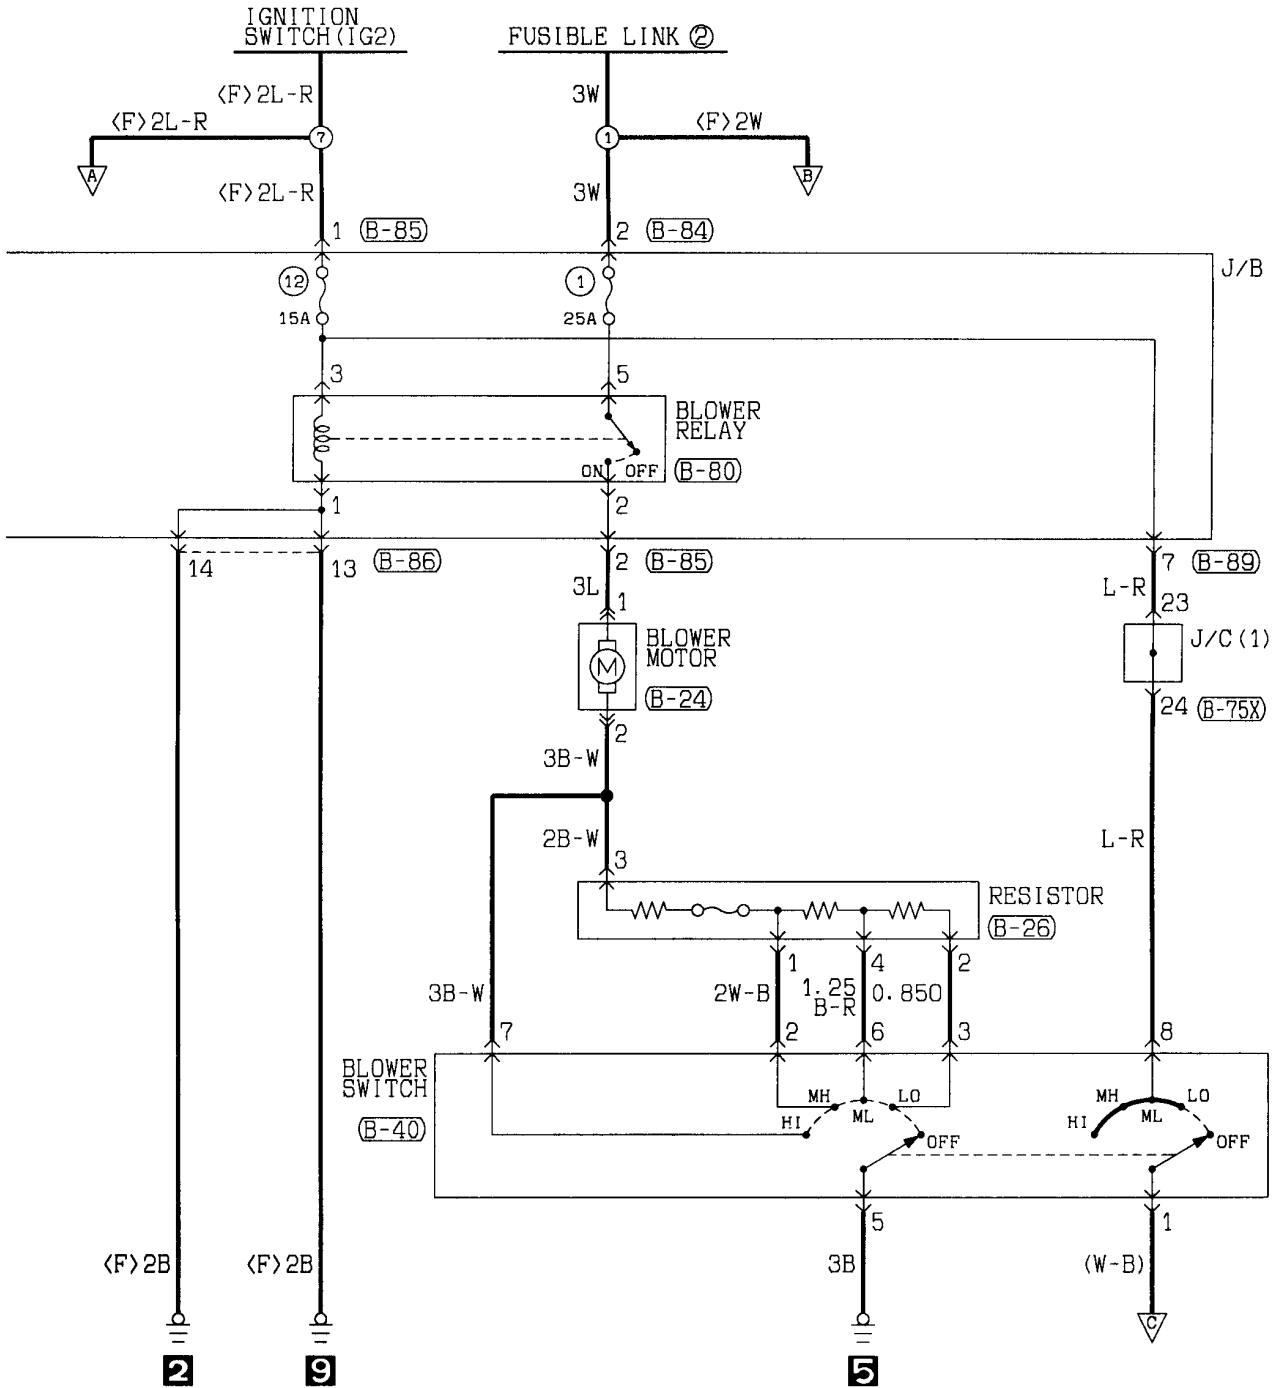 IGNITION
SWITCH(IG2)
FUSIBLE LINK ②
<F>2L-R
3W
<F>2L-R
7
1
<F>2W
A
B
<F>2L-R
3W
1
B-85
2
B-84
J/B
12
1
15A
25A
3
5
BLOWER
RELAY
ON
OFF
B-80
1
2
14
13
B-86
2
B-85
7
B-89
3L
1
L-R
23
BLOWER
MOTOR
M
J/C(1)
B-24
24
B-75X
2
3B-W
2B-W
3
L-R
RESISTOR
B-26
1
4
2
3B-W
2W-B
1.25
B-R
0.85O
7
2
6
3
8
BLOWER
SWITCH
B-40
HI
MH
ML
LO
OFF
HI
MH
ML
LO
OFF
5
1
<F>2B
<F>2B
3B
(W-B)
C
2
9
5